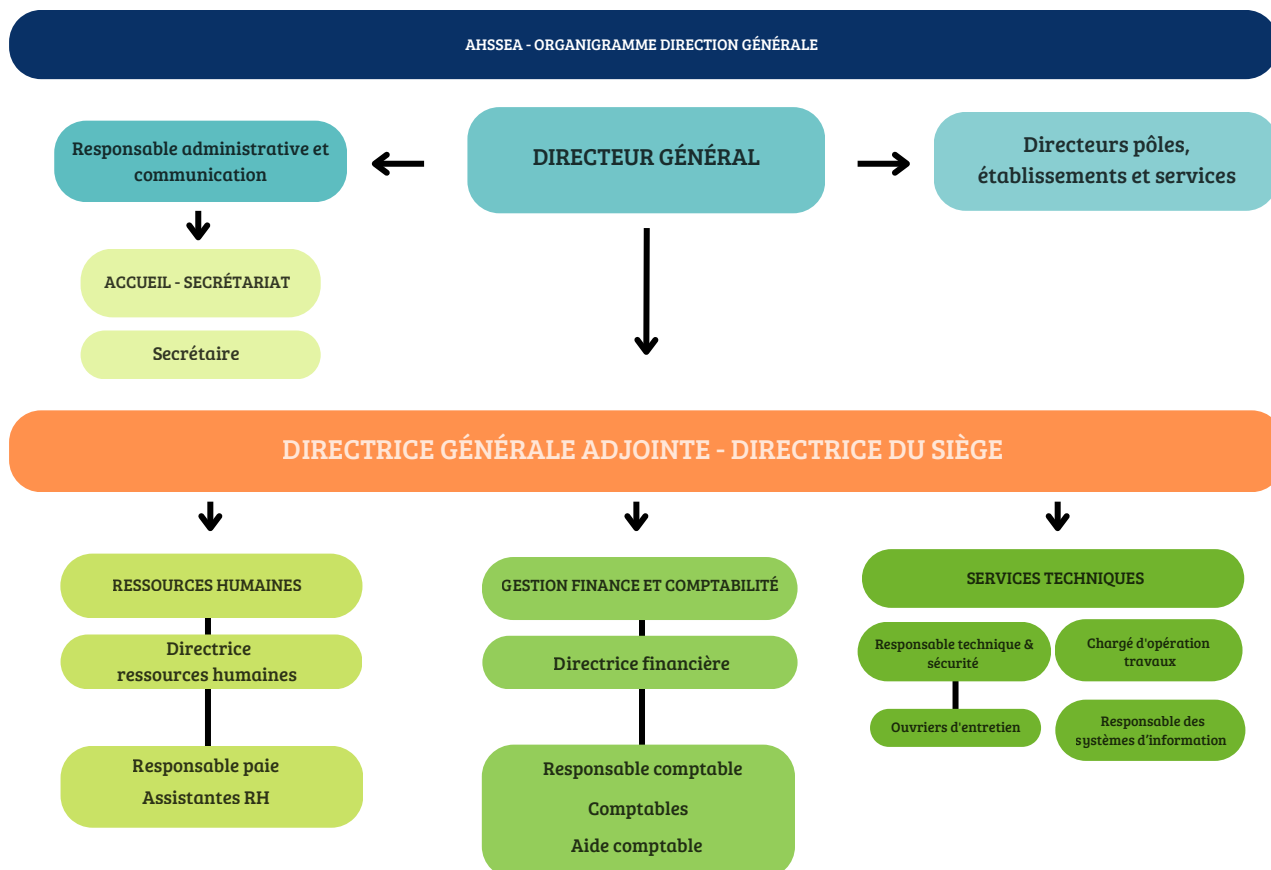 AHSSEA - ORGANIGRAMME DIRECTION GÉNÉRALE
Responsable administrative et
communication
DIRECTEUR GÉNÉRAL
Directeurs pôles,
établissements et services
ACCUEIL - SECRÉTARIAT
Secrétaire
DIRECTRICE GÉNÉRALE ADJOINTE - DIRECTRICE DU SIÈGE
RESSOURCES HUMAINES
Directrice
ressources humaines
Responsable paie
Assistantes RH
GESTION FINANCE ET COMPTABILITÉ
Directrice financière
Responsable comptable
Comptables
Aide comptable
SERVICES TECHNIQUES
Responsable technique &
sécurité
Chargé d'opération
travaux
Ouvriers d'entretien
Responsable des
systèmes d'information